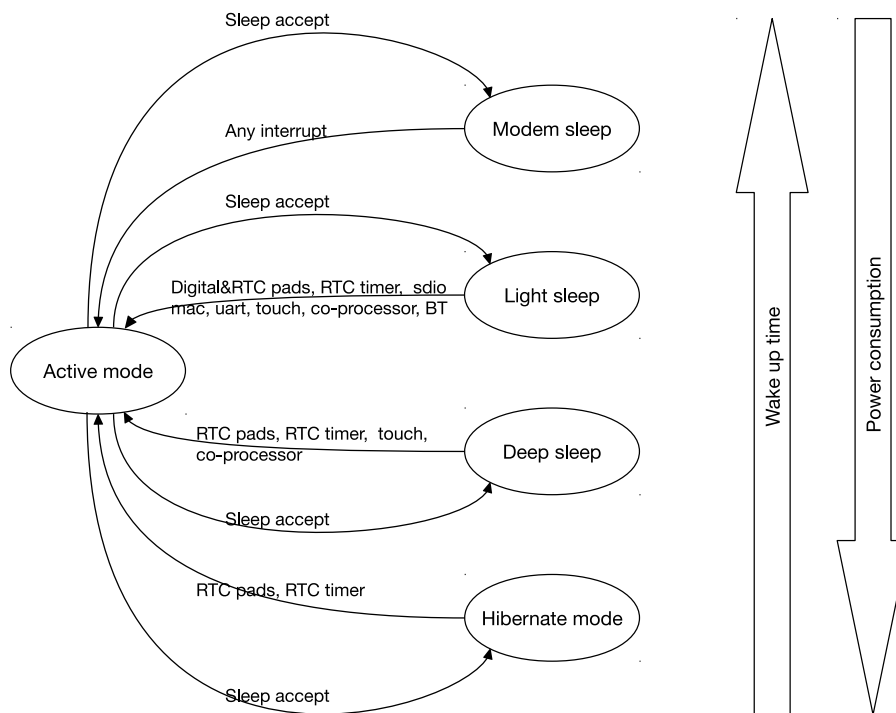 Sleep accept
Modem sleep
Any interrupt
Sleep accept
Digital&RTC pads, RTC timer, sdio
mac, uart, touch, co-processor, BT
Light sleep
Active mode
RTC pads, RTC timer, touch,
co-processor
Deep sleep
Sleep accept
RTC pads, RTC timer
Hibernate mode
Sleep accept
Wake up time
Power consumption